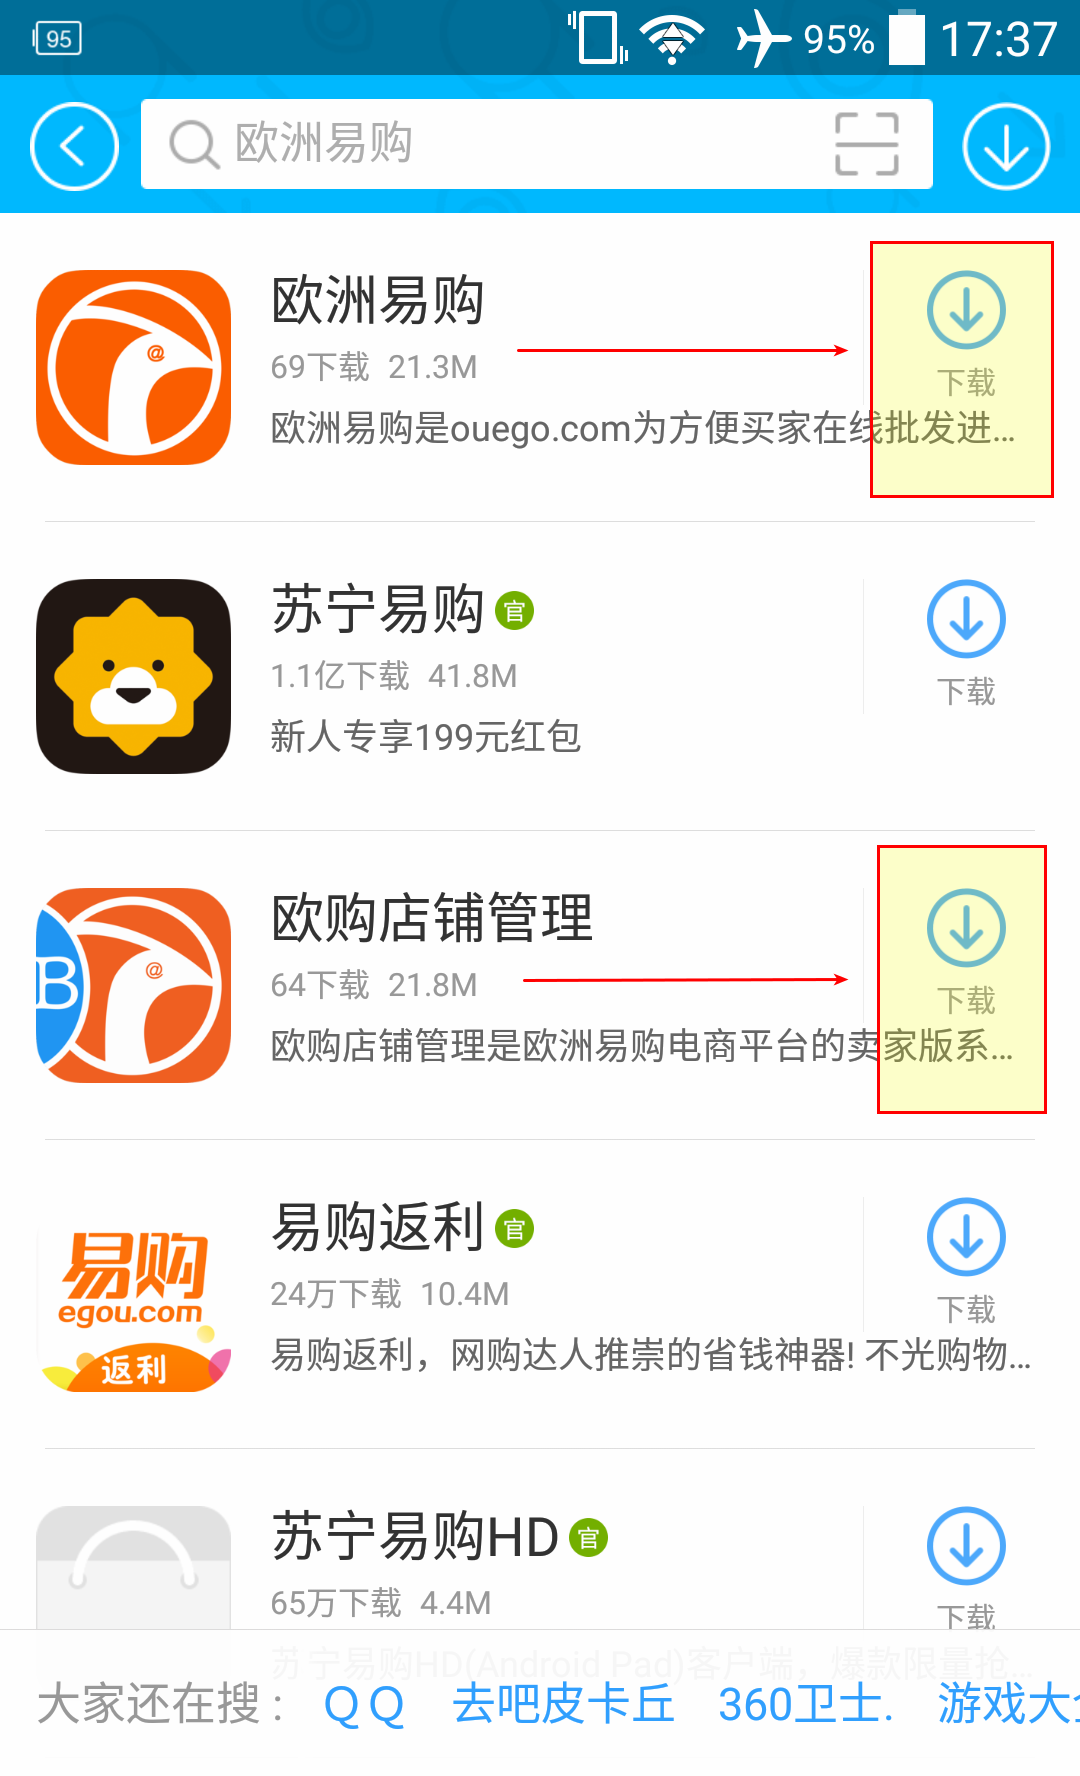 95
95% 17:37
欧洲易购
欧洲易购
69下载 21.3M
下载
欧洲易购是ouego.com为方便买家在线批发进...
苏宁易购 官
1.1亿下载 41.8M
下载
新人专享199元红包
欧购店铺管理
64下载 21.8M
下载
欧购店铺管理是欧洲易购电商平台的卖家版系...
B @
@
易购返利 官
24万下载 10.4M
下载
易购返利，网购达人推崇的省钱神器! 不光购物...
易购
egou.com
返利
苏宁易购HD 官
65万下载 4.4M
下载
苏宁易购HD(Android Pad)客户端，爆款限量抢...
大家还在搜： QQ 去吧皮卡丘 360卫士. 游戏大